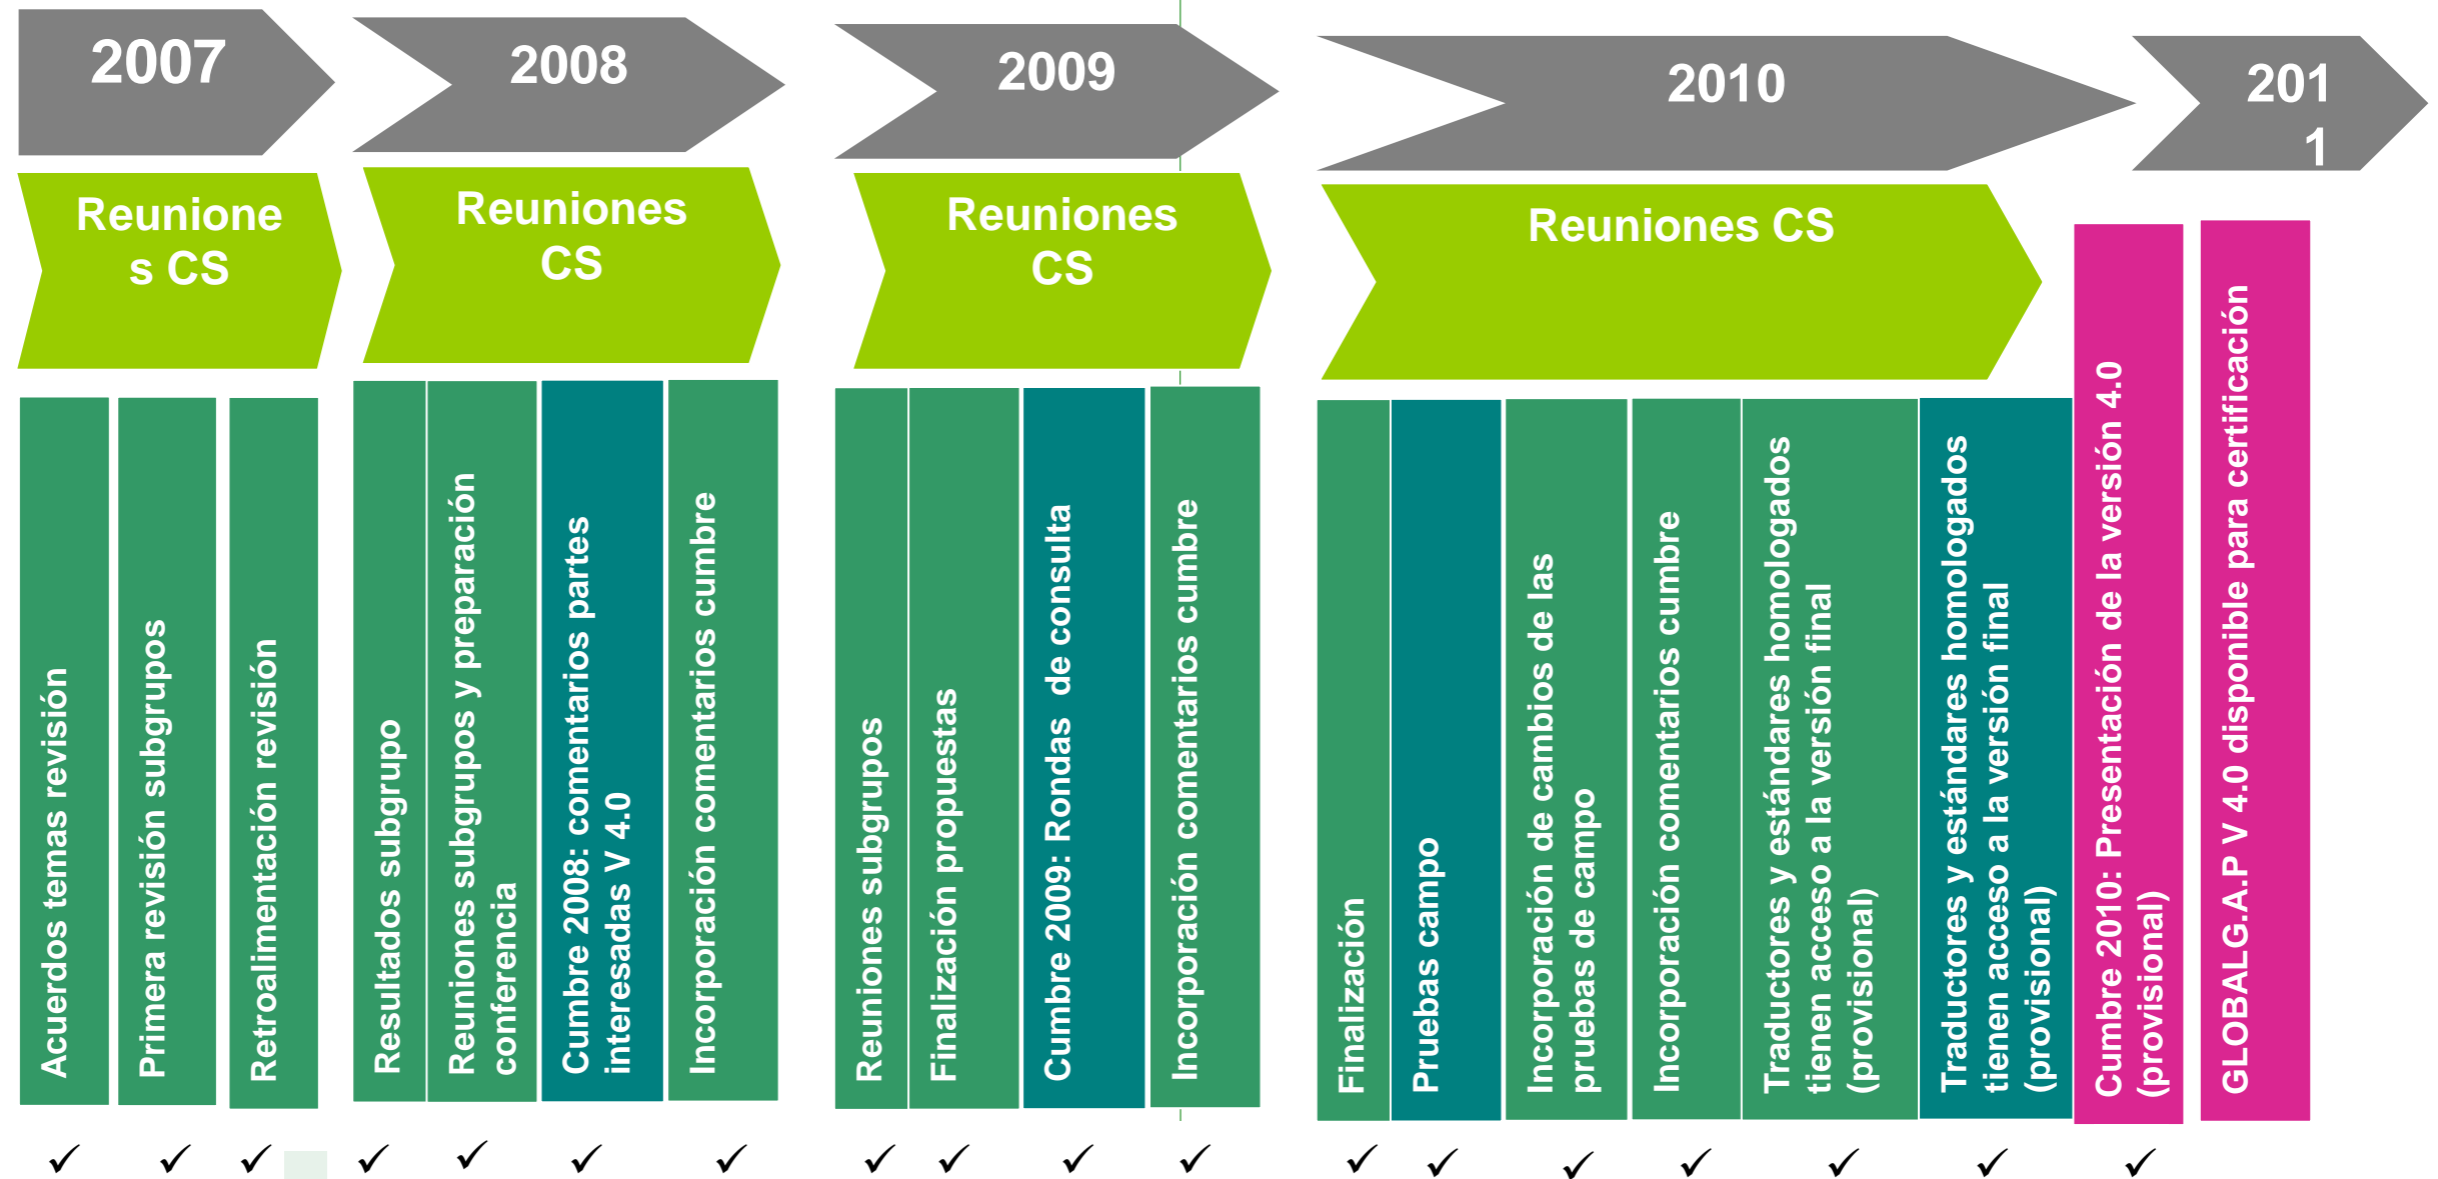 2007
2008
2009
2010
201
1
Reunione
s CS
Reuniones
CS
Reuniones
CS
Reuniones CS
Acuerdos temas revisión
Primera revisión subgrupos
Retroalimentación revisión
Resultados subgrupo
Reuniones subgrupos y preparación
conferencia
Cumbre 2008: comentarios partes
interesadas V 4.0
Incorporación comentarios cumbre
Reuniones subgrupos
Finalización propuestas
Cumbre 2009: Rondas de consulta
Incorporación comentarios cumbre
Finalización
Pruebas campo
Incorporación de cambios de las
pruebas de campo
Incorporación comentarios cumbre
Traductores y estándares homologados
tienen acceso a la versión final
(provisional)
Traductores y estándares homologados
tienen acceso a la versión final
(provisional)
Cumbre 2010: Presentación de la versión 4.0
(provisional)
GLOBALG.A.P V 4.0 disponible para certificación